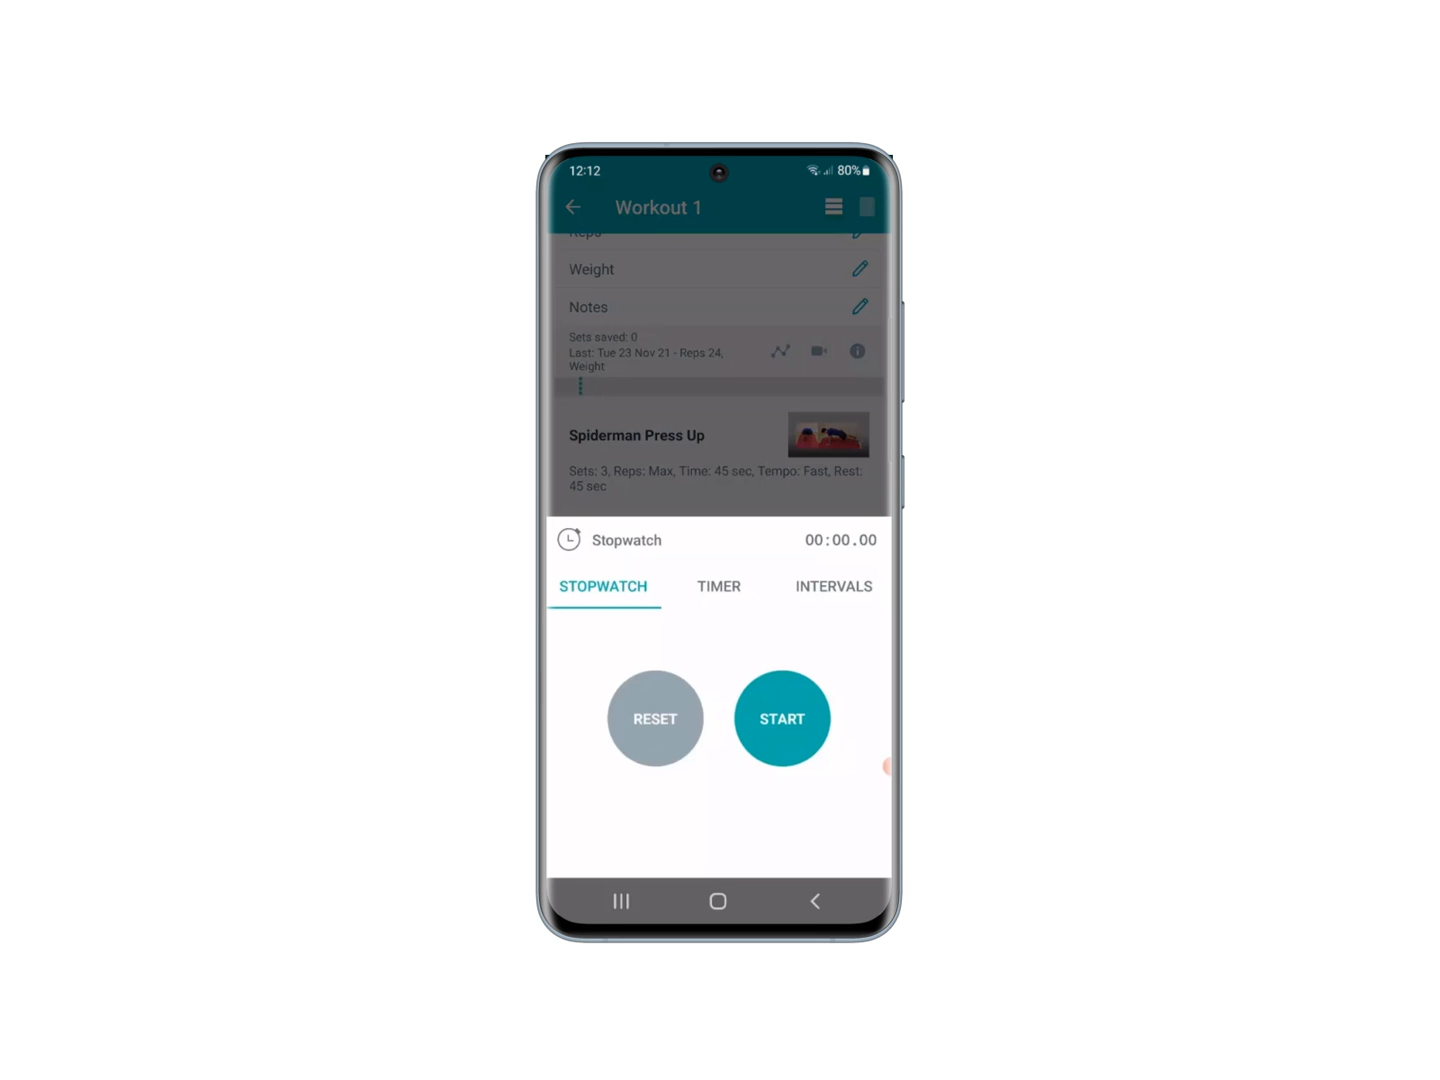 12:12
80%
Workout 1
Reps
Weight
Notes
Sets saved: 0
Last: Tue 23 Nov 21 - Reps 24,
Weight
Spiderman Press Up
Sets: 3, Reps: Max, Time: 45 sec, Tempo: Fast, Rest:
45 sec
Stopwatch 00:00.00
STOPWATCH TIMER INTERVALS
RESET START